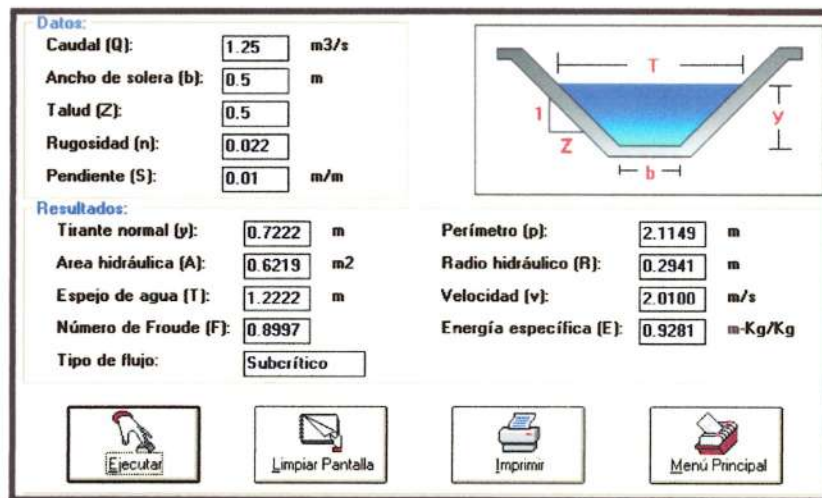 Datos:
Caudal (Q): 1.25 m3/s
Ancho de solera (b): 0.5 m
Talud (Z): 0.5
Rugosidad (n): 0.022
Pendiente (S): 0.01 m/m
T
1
Z
y
b
Resultados:
Tirante normal (y): 0.7222 m Perímetro (p): 2.1149 m
Area hidráulica (A): 0.6219 m2 Radio hidráulico (R): 0.2941 m
Espejo de agua (T): 1.2222 m Velocidad (v): 2.0100 m/s
Número de Froude (F): 0.8997 Energía específica (E): 0.9281 m-Kg/Kg
Tipo de flujo: Subcrítico
Ejecutar Limpiar Pantalla Imprimir Menú Principal